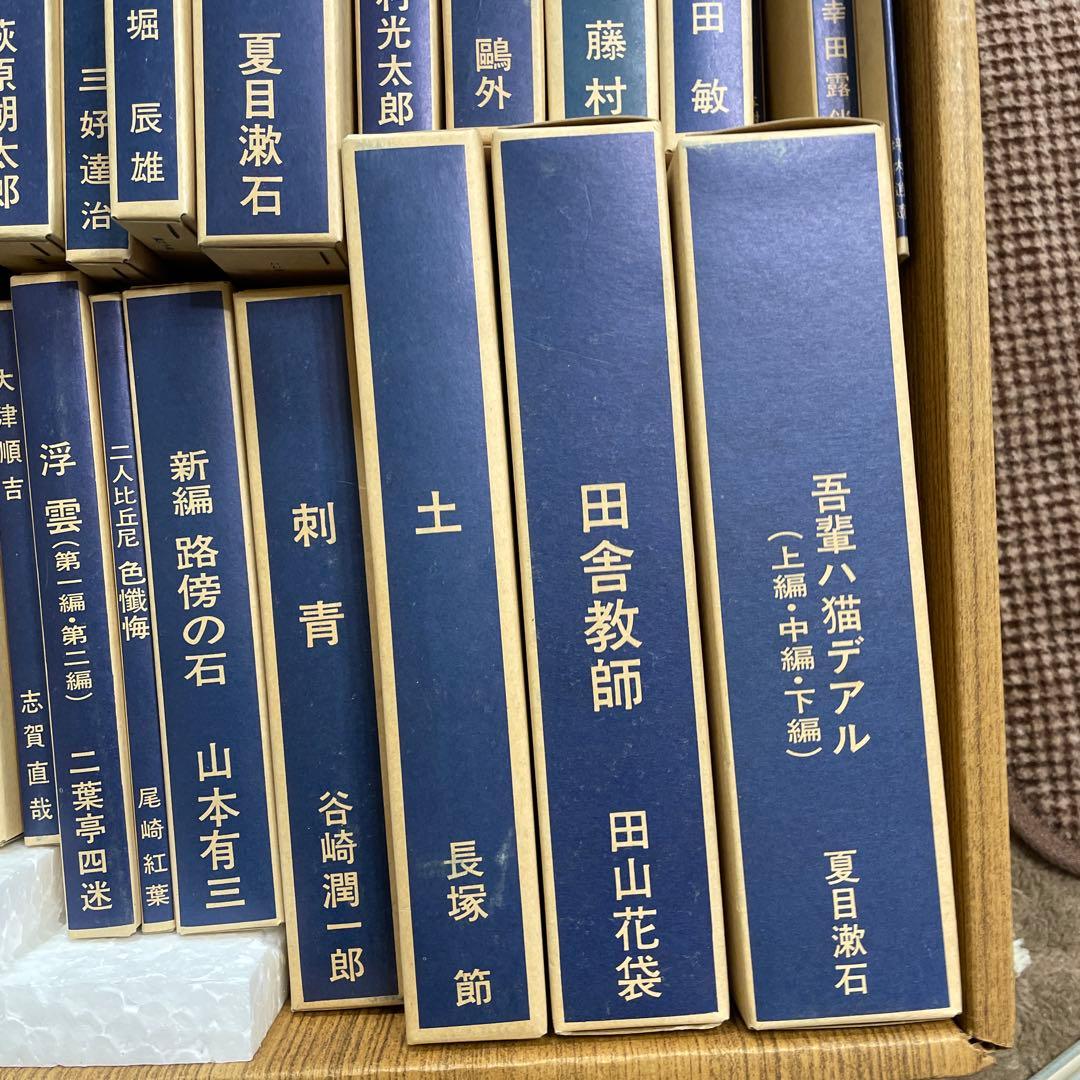 萩原朔太郎
三好達治
堀辰雄
夏目漱石
村光太郎
鷗外
藤村
田敏
幸田露伴
大津順吉
志賀直哉
浮雲(第一編・第二編)
二葉亭四迷
二人比丘尼 色懺悔
尾崎紅葉
新編 路傍の石
山本有三
刺青
谷崎潤一郎
土
長塚節
田舎教師
田山花袋
吾輩ハ猫デアル
(上編・中編・下編)
夏目漱石